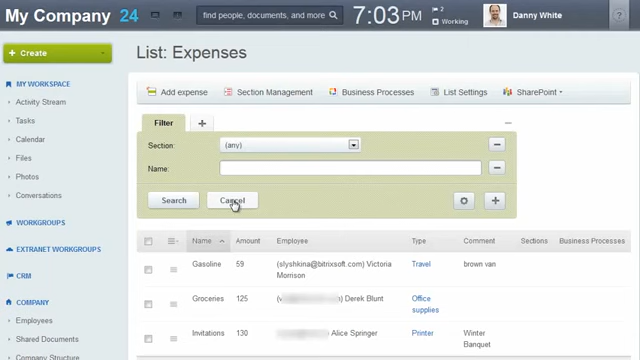 My Company 24
find people, documents, and more
7:03 PM
2
Working
Danny White
?
Create
List: Expenses
MY WORKSPACE
Activity Stream
Tasks
Calendar
Files
Photos
Conversations
WORKGROUPS
EXTRANET WORKGROUPS
CRM
COMPANY
Employees
Shared Documents
Company Structure
Add expense
Section Management
Business Processes
List Settings
SharePoint
Filter
Section:
(any)
Name:
Search
Cancel
Name
Amount
Employee
Type
Comment
Sections
Business Processes
Gasoline
59
(slyshkina@bitrixsoft.com) Victoria
Morrison
Travel
brown van
Groceries
125
Derek Blunt
Office
supplies
Invitations
130
Alice Springer
Printer
Winter
Banquet